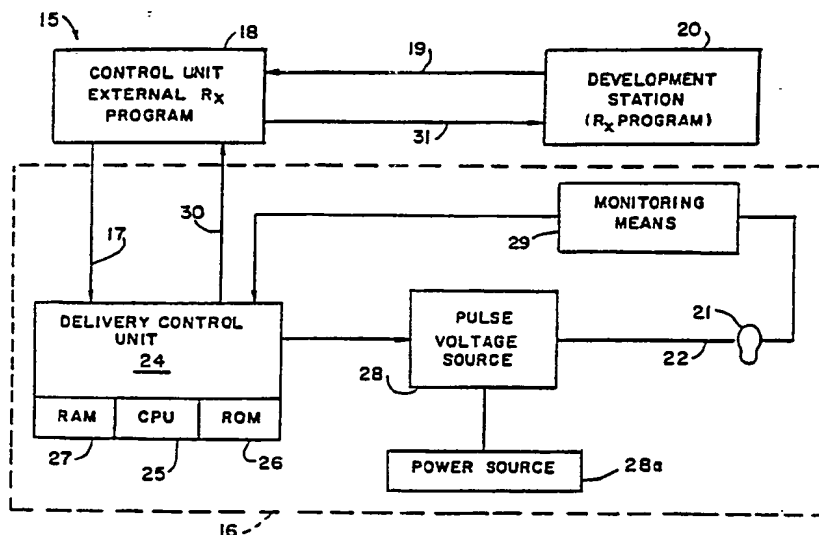 15
18
CONTROL UNIT
EXTERNAL Rx
PROGRAM
19
31
20
DEVELOPMENT
STATION
(Rx PROGRAM)
17
30
MONITORING
MEANS
29
DELIVERY CONTROL
UNIT
24
RAM
CPU
ROM
27
25
26
PULSE
VOLTAGE
SOURCE
28
21
22
POWER SOURCE
28a
16